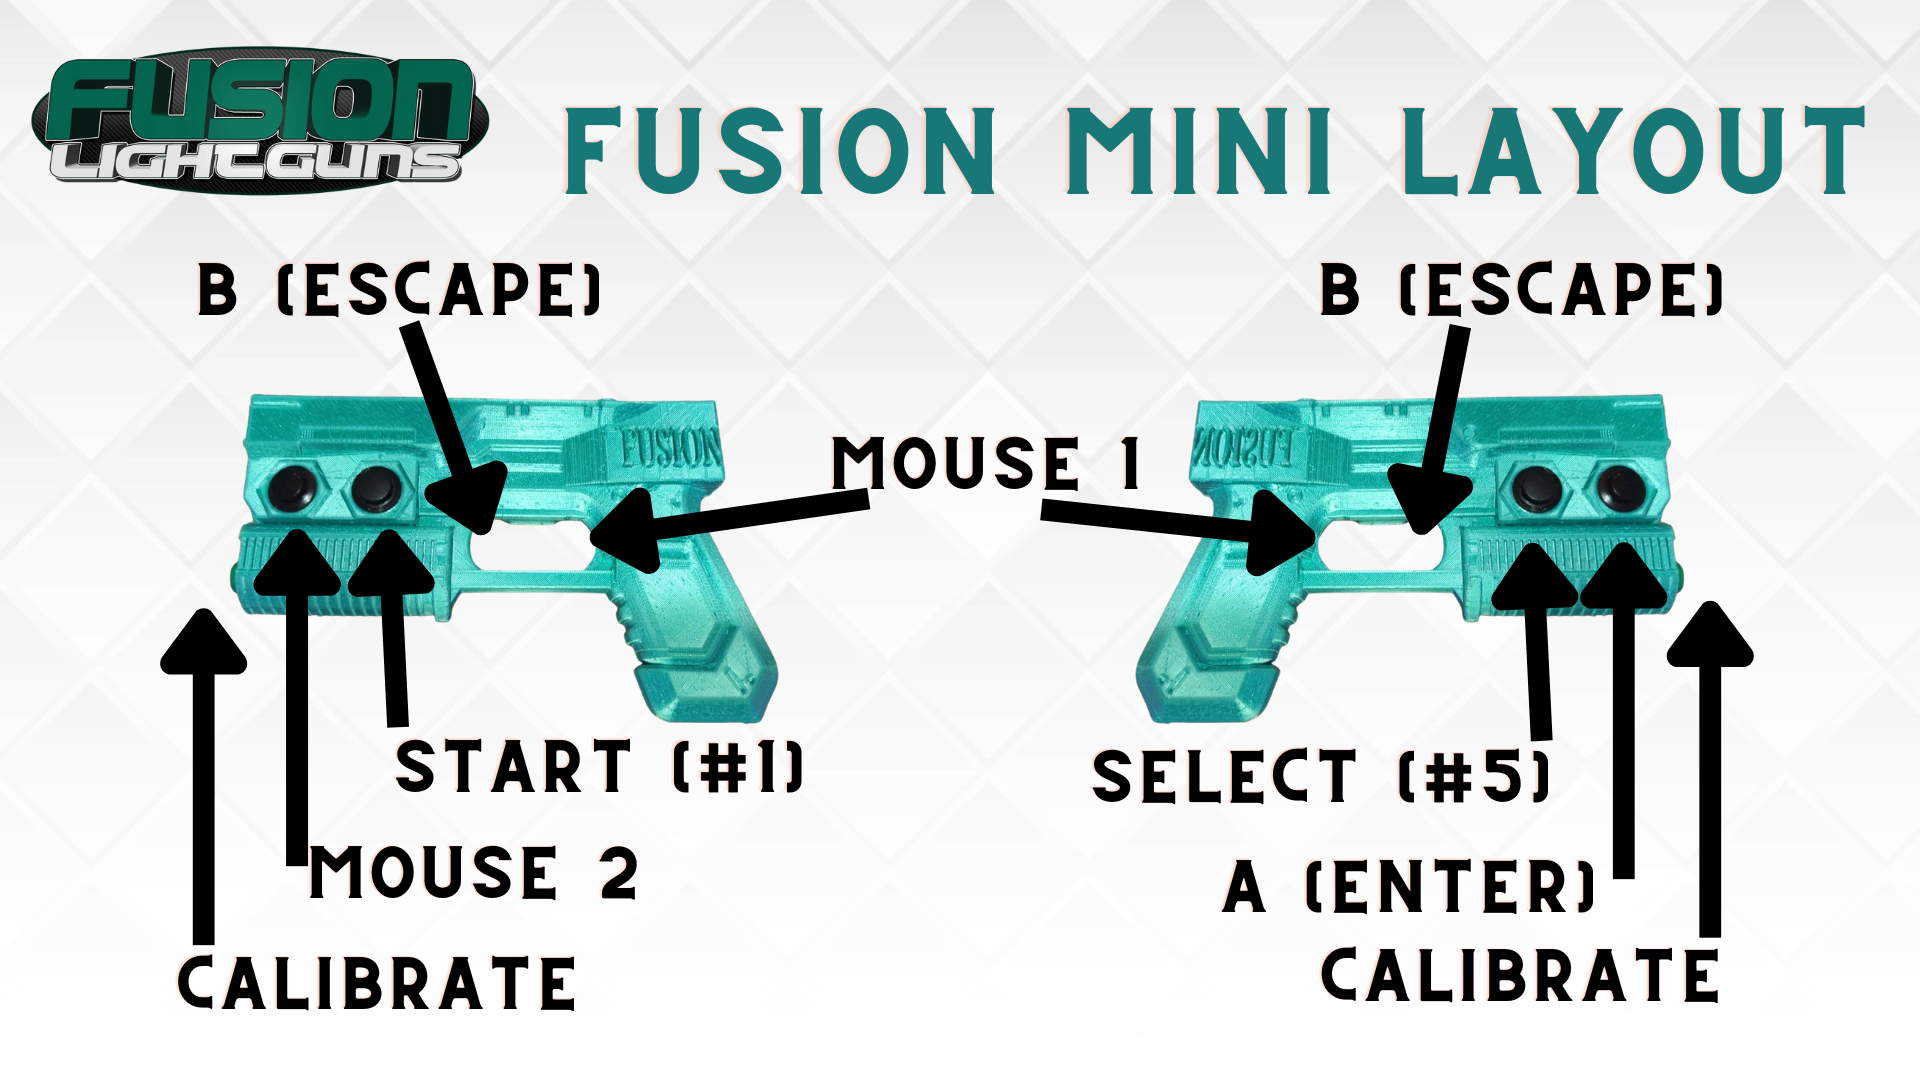 FUSION
LIGHTGUNS
FUSION MINI LAYOUT
B (ESCAPE)
B (ESCAPE)
FUSION
MOUSE 1
FUSION
START (#1)
SELECT (#5)
MOUSE 2
A (ENTER)
CALIBRATE
CALIBRATE